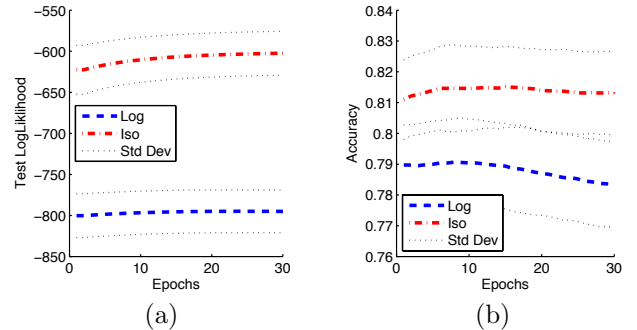 −550
−600
−650
−700
−750
−800
−850
0 10 20 30
Epochs
Test LogLiklihood
Log
Iso
Std Dev
(a)
0.84
0.83
0.82
0.81
0.8
0.79
0.78
0.77
0.76
0 10 20 30
Epochs
Accuracy
Log
Iso
Std Dev
(b)